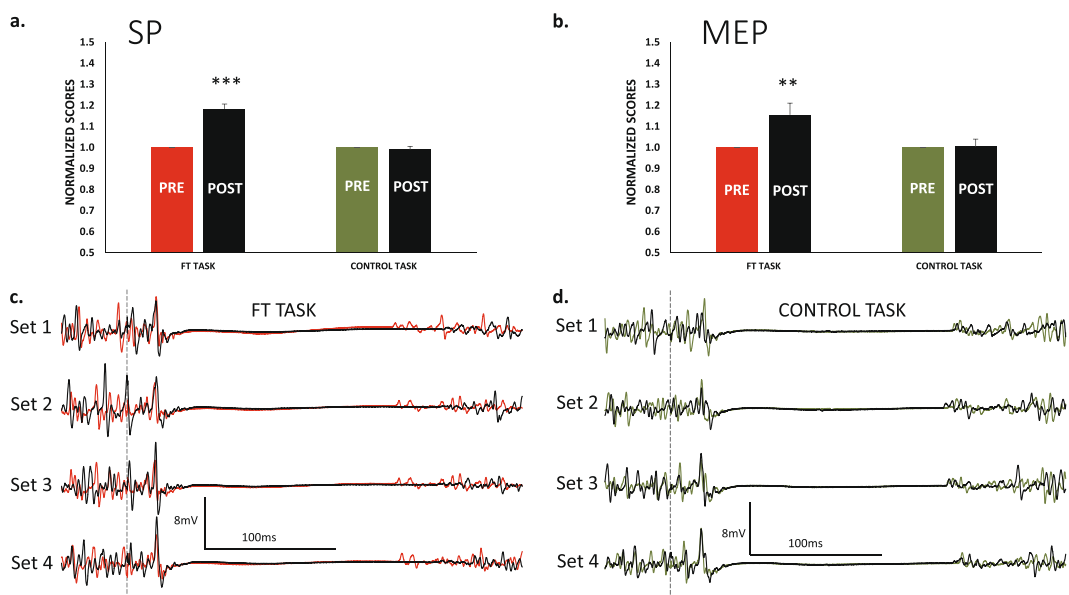 a.
SP
NORMALIZED SCORES
1.5
1.4
1.3
1.2
1.1
1.0
0.9
0.8
0.7
0.6
0.5
***
PRE
POST
PRE
POST
FT TASK
CONTROL TASK
b.
MEP
NORMALIZED SCORES
1.5
1.4
1.3
1.2
1.1
1.0
0.9
0.8
0.7
0.6
0.5
**
PRE
POST
PRE
POST
FT TASK
CONTROL TASK
c.
FT TASK
Set 1
Set 2
Set 3
Set 4
8mV
100ms
d.
CONTROL TASK
Set 1
Set 2
Set 3
Set 4
8mV
100ms